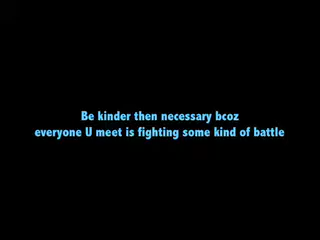 Be kinder then necessary bcoz
everyone U meet is fighting some kind of battle